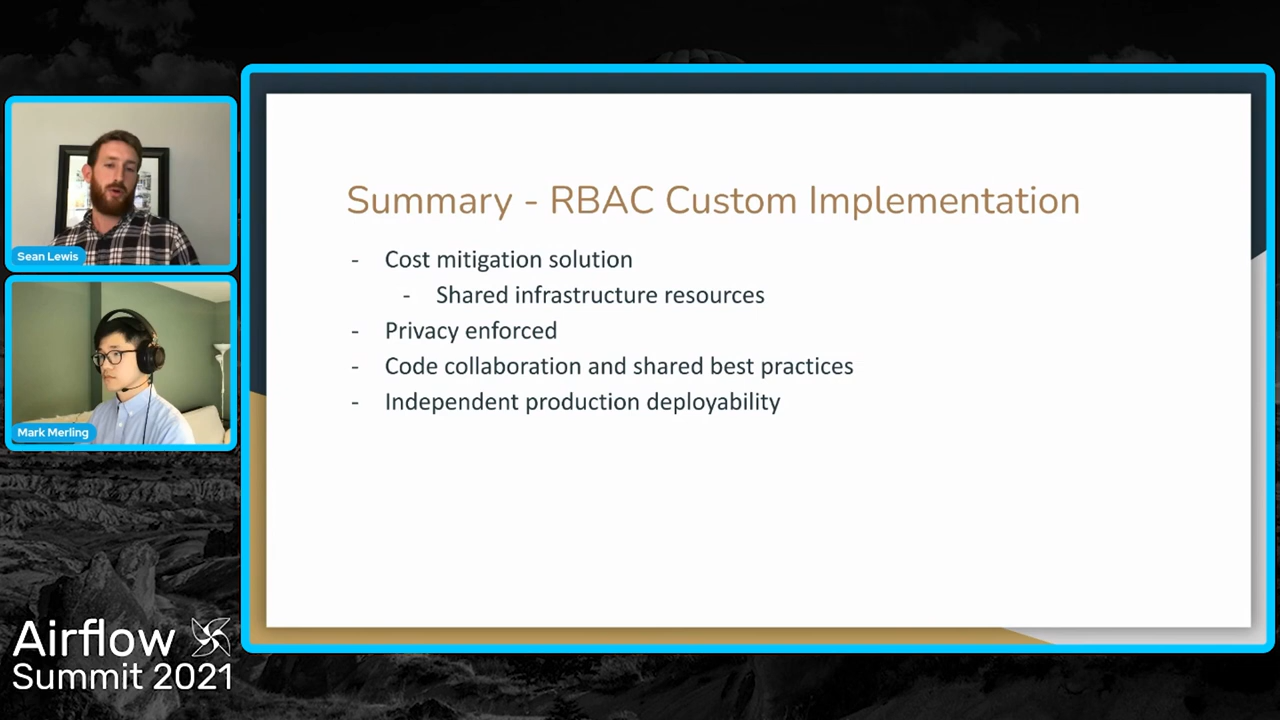 Sean Lewis
Mark Merling
Airflow
Summit 2021
Summary - RBAC Custom Implementation
- Cost mitigation solution
- Shared infrastructure resources
- Privacy enforced
- Code collaboration and shared best practices
- Independent production deployability